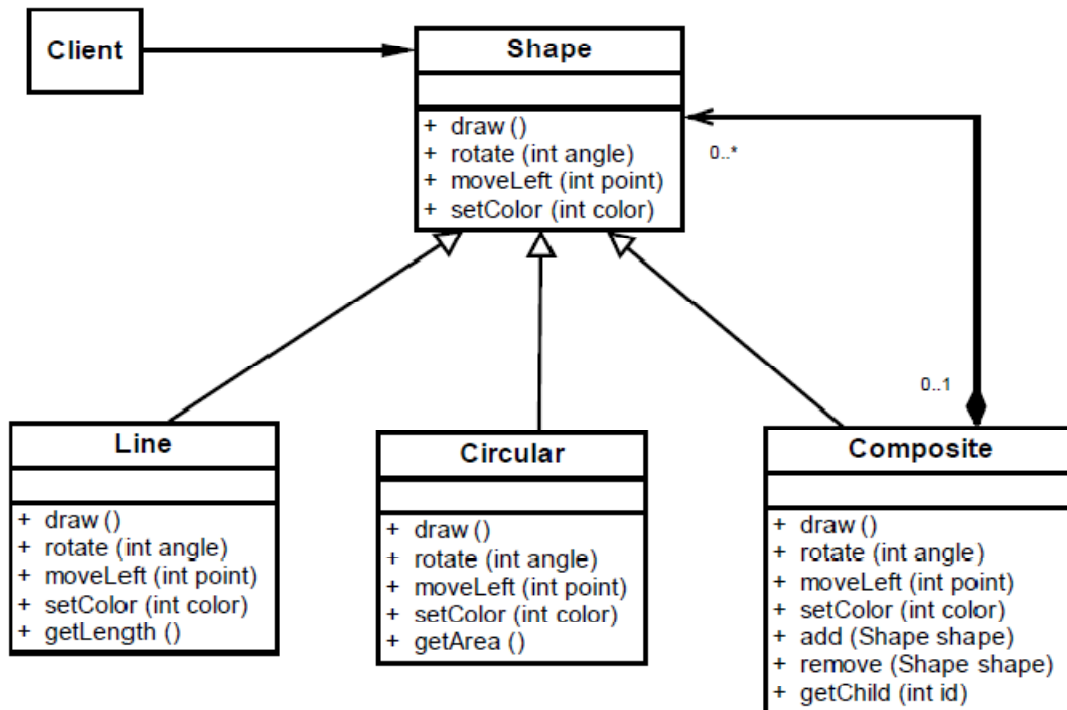 Client
Shape
+ draw ()
+ rotate (int angle)
+ moveLeft (int point)
+ setColor (int color)
0..*
0..1
Line
+ draw ()
+ rotate (int angle)
+ moveLeft (int point)
+ setColor (int color)
+ getLength ()
Circular
+ draw ()
+ rotate (int angle)
+ moveLeft (int point)
+ setColor (int color)
+ getArea ()
Composite
+ draw ()
+ rotate (int angle)
+ moveLeft (int point)
+ setColor (int color)
+ add (Shape shape)
+ remove (Shape shape)
+ getChild (int id)